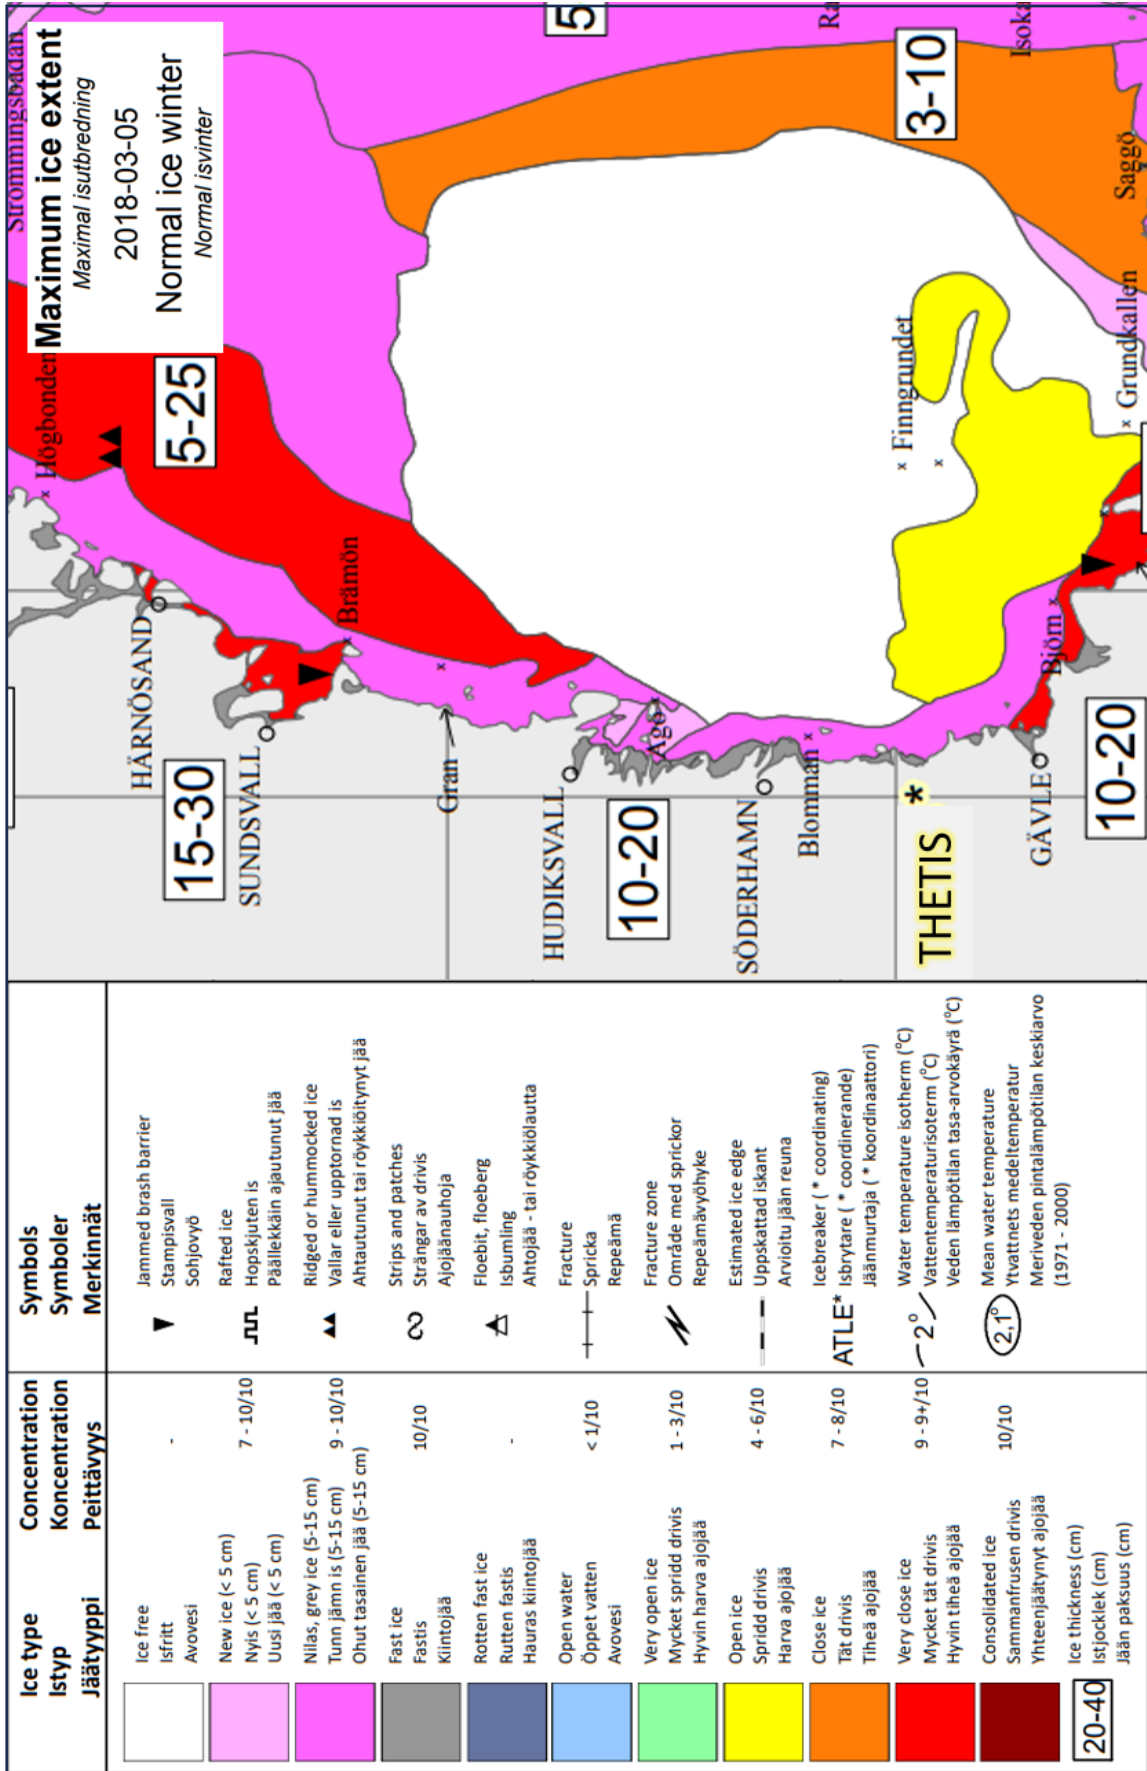 Ice type
Istyp
Jäätyyppi
Concentration
Koncentration
Peittävyys
Ice free
Isfritt
Avovesi
-
New ice (< 5 cm)
Nyis (< 5 cm)
Uusi jää (< 5 cm)
7 - 10/10
Nilas, grey ice (5-15 cm)
Tunn jämn is (5-15 cm)
Ohut tasainen jää (5-15 cm)
9 - 10/10
Fast ice
Fastis
Kiintojää
10/10
Rotten fast ice
Rutten fastis
Hauras kiintojää
-
Open water
Öppet vatten
Avovesi
< 1/10
Very open ice
Mycket spridd drivis
Hyvin harva ajojää
1 - 3/10
Open ice
Spridd drivis
Harva ajojää
4 - 6/10
Close ice
Tät drivis
Tiheä ajojää
7 - 8/10
Very close ice
Mycket tät drivis
Hyvin tiheä ajojää
9 - 9+/10
Consolidated ice
Sammanfrusen drivis
Yhteenjäätynyt ajojää
10/10
20-40
Ice thickness (cm)
Istjocklek (cm)
Jään paksuus (cm)
Symbols
Symboler
Merkinnät
Jammed brash barrier
Stampisvall
Sohjovyö
Rafted ice
Hopskjuten is
Päällekkäin ajautunut jää
Ridged or hummocked ice
Vallar eller upptornad is
Ahtautunut tai röykkiöitynyt jää
Strips and patches
Strängar av drivis
Ajojäänauhoja
Floebit, floeberg
Isbumling
Ahtojää - tai röykkiölautta
Fracture
Spricka
Repeämä
Fracture zone
Område med sprickor
Repeämävyöhyke
Estimated ice edge
Uppskattad iskant
Arvioitu jään reuna
ATLE*
Icebreaker ( * coordinating)
Isbrytare ( * coordinerande)
Jäänmurtaja ( * koordinaattori)
2°
Water temperature isotherm (°C)
Vattentemperaturisoterm (°C)
Veden lämpötilan tasa-arvokäyrä (°C)
2,1°
Mean water temperature
Ytvattnets medeltemperatur
Meriveden pintalämpötilan keskiarvo
(1971 - 2000)
Strömmingsbådan
Maximum ice extent
Maximal isutbredning
2018-03-05
Normal ice winter
Normal isvinter
Högbonden
5-25
HÄRNÖSAND
15-30
SUNDSVALL
Brämön
Gran
HUDIKSVALL
10-20
Agö
SÖDERHAMN
Blomman
THETIS *
Finngrundet
5
3-10
Ra
Isoka
Saggö
Grundkallen
Björn
GÄVLE
10-20